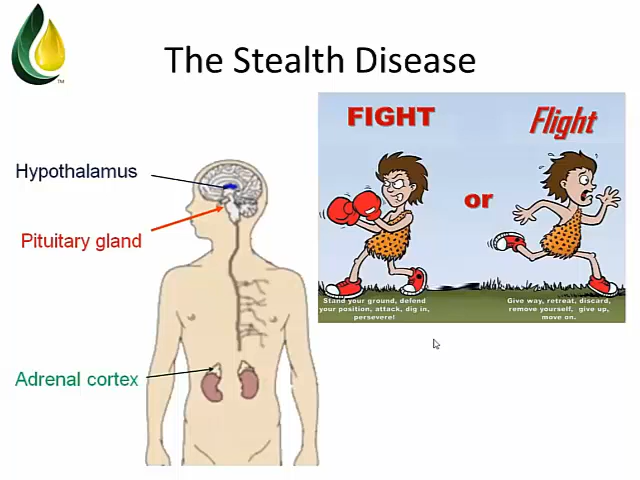 The Stealth Disease
TM
FIGHT
Flight
or
Stand your ground, defend
your position, attack, dig in,
persevere!
Give way, retreat, discard,
remove yourself, give up,
move on.
Hypothalamus
Pituitary gland
Adrenal cortex